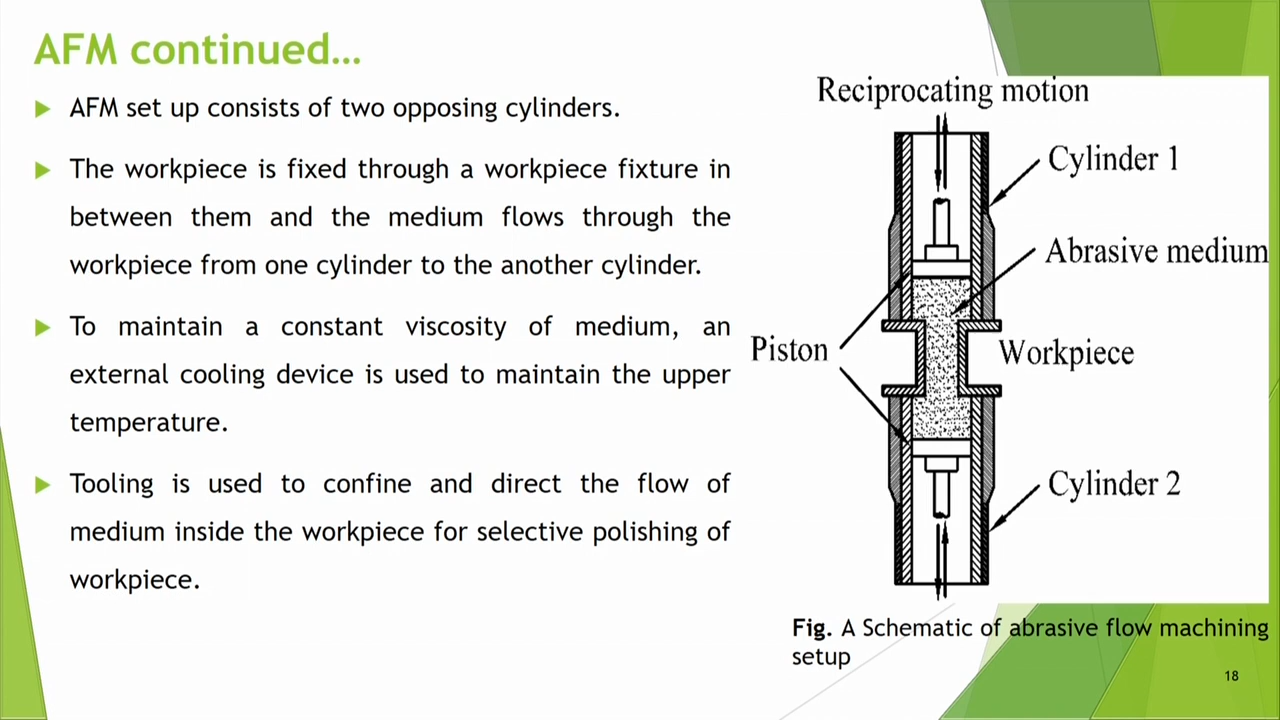 AFM continued...
AFM set up consists of two opposing cylinders.
The workpiece is fixed through a workpiece fixture in
between them and the medium flows through the
workpiece from one cylinder to the another cylinder.
To maintain a constant viscosity of medium, an
external cooling device is used to maintain the upper
temperature.
Tooling is used to confine and direct the flow of
medium inside the workpiece for selective polishing of
workpiece.
Reciprocating motion
Cylinder 1
Abrasive medium
Piston
Workpiece
Cylinder 2
Fig. A Schematic of abrasive flow machining
setup
18